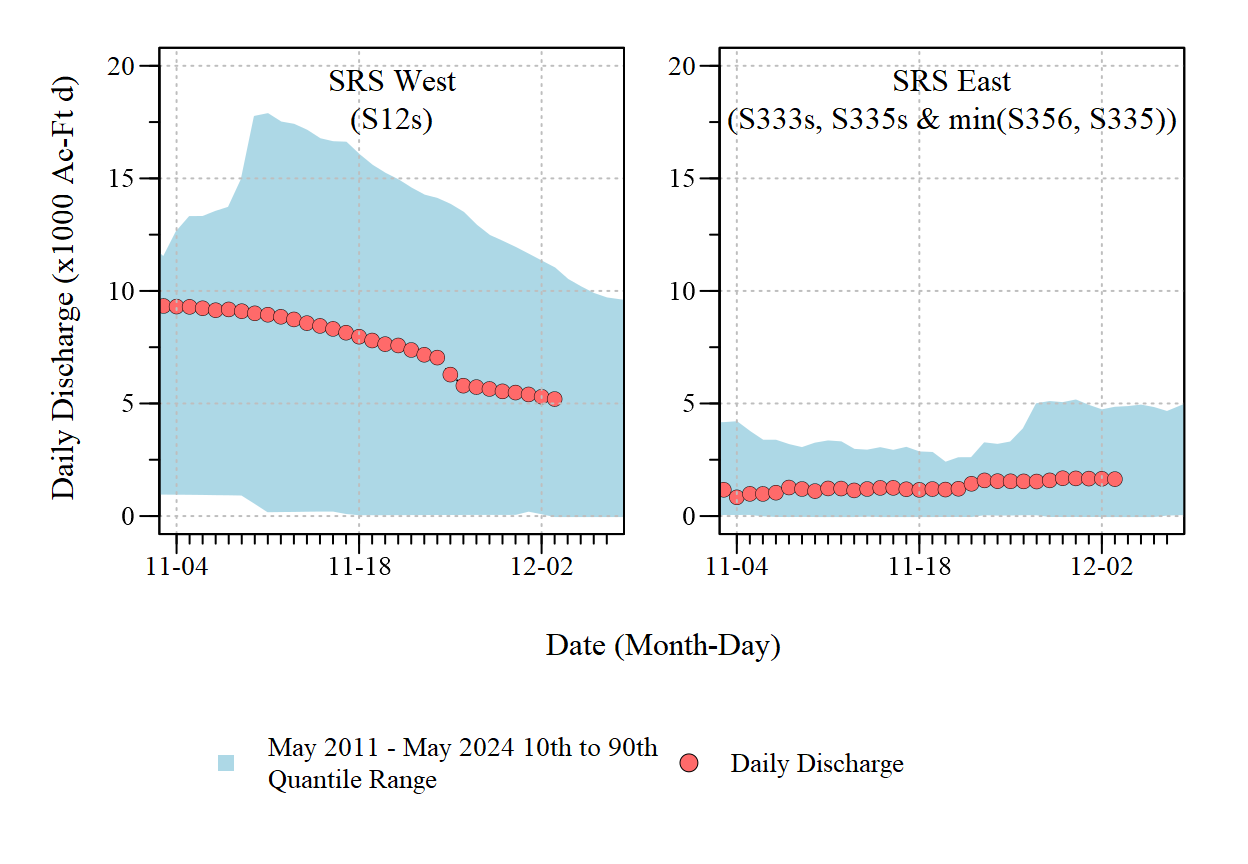 SRS West
(S12s)
SRS East
(S333s, S335s & min(S356, S335))
Daily Discharge (x1000 Ac-Ft d)
20
15
10
5
0
11-04
11-18
12-02
20
15
10
5
0
11-04
11-18
12-02
Date (Month-Day)
May 2011 - May 2024 10th to 90th
Quantile Range
Daily Discharge